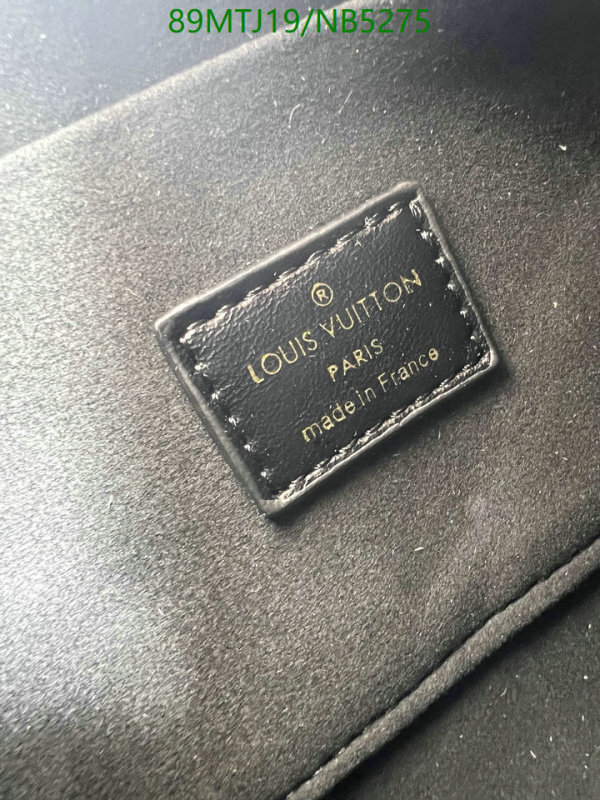 89MTJ19/NB5275
®
LOUIS VUITTON
PARIS
made in France